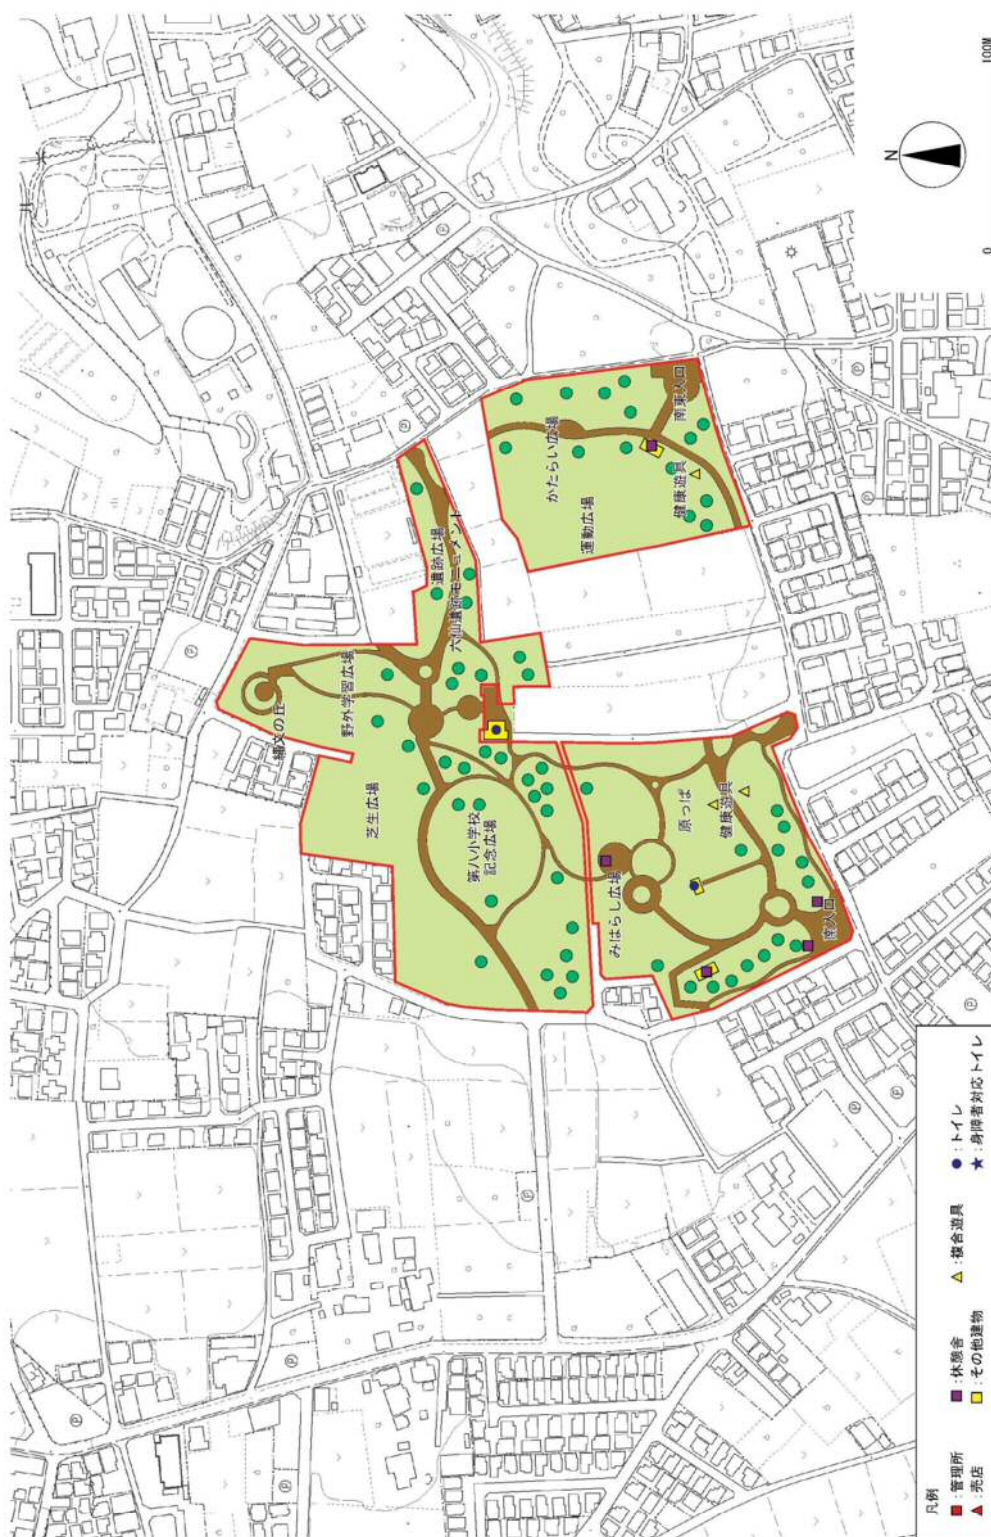 N
0
100M
縄文の丘
野外学習広場
遺跡広場
六仙遺跡モニュメント
芝生広場
第八小学校
記念広場
かたらい広場
運動広場
健康遊具
南東入口
みはらし広場
原っぱ
健康遊具
南入口
凡例
:管理所
:休憩舎
:複合遊具
:トイレ
:売店
:その他建物
:身障者対応トイレ